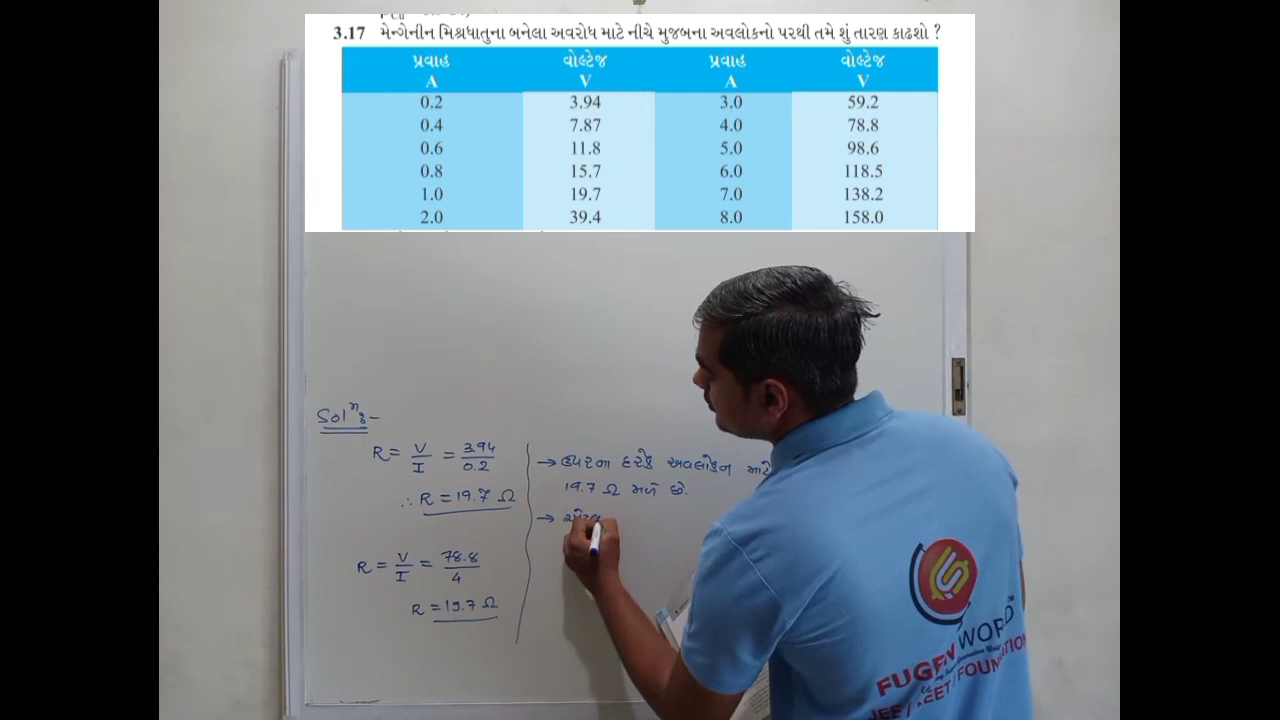 3.17 મેન્ગેનીન મિશ્રધાતુના બનેલા અવરોધ માટે નીચે મુજબના અવલોકનો પરથી તમે શું તારણ કાઢશો ?
પ્રવાહ વોલ્ટેજ પ્રવાહ વોલ્ટેજ
A V A V
0.2 3.94 3.0 59.2
0.4 7.87 4.0 78.8
0.6 11.8 5.0 98.6
0.8 15.7 6.0 118.5
1.0 19.7 7.0 138.2
2.0 39.4 8.0 158.0
Solⁿ:-
R = V/I = 3.94/0.2
∴ R = 19.7 Ω
R = V/I = 78.8/4
R = 19.7 Ω
→ ઉપરના દરેક અવલોકન માટે
19.7 Ω મળે છે.
→
WORLD™
JEE / NEET / FOUNDATION